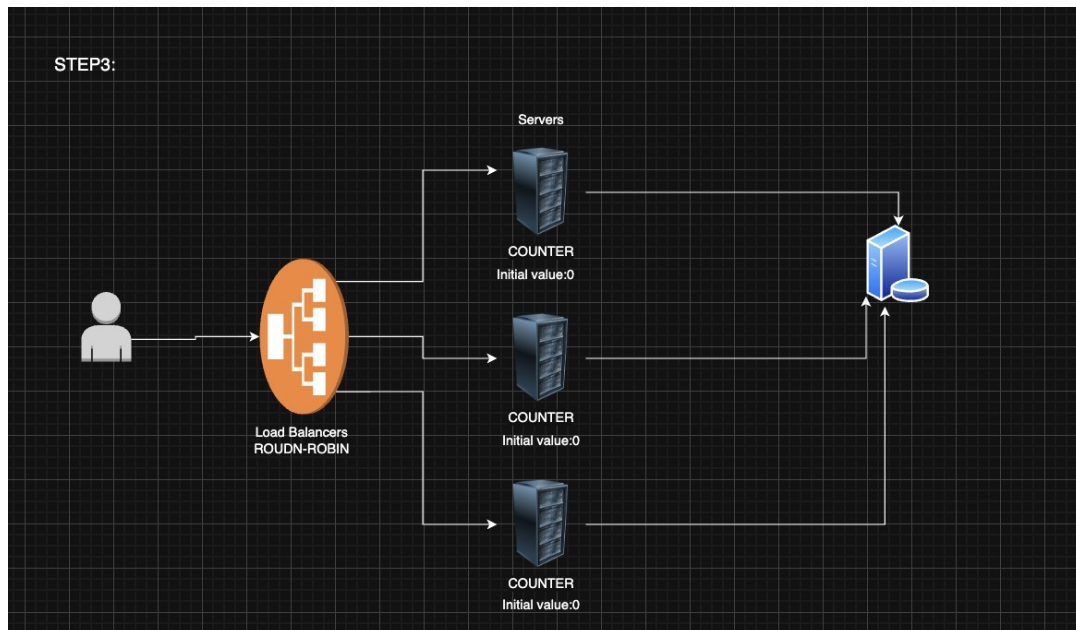 STEP3:
Servers
COUNTER
Initial value:0
Load Balancers
ROUDN-ROBIN
COUNTER
Initial value:0
COUNTER
Initial value:0